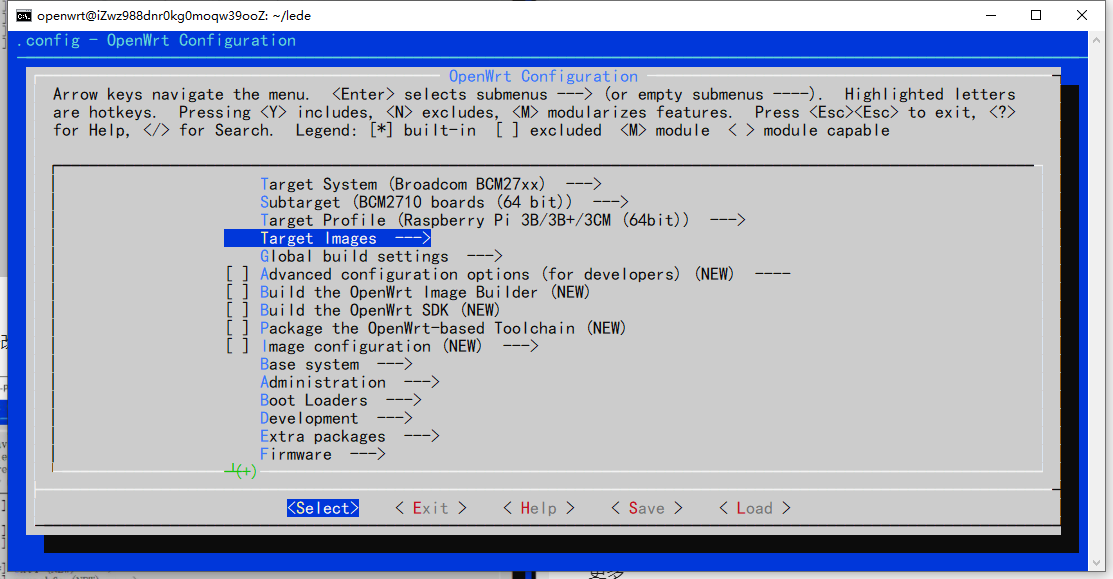 openwrt@iZwz988dnr0kg0moqw39ooZ: ~/lede
.config - OpenWrt Configuration
OpenWrt Configuration
Arrow keys navigate the menu.  <Enter> selects submenus ---> (or empty submenus ----).  Highlighted letters
are hotkeys.  Pressing <Y> includes, <N> excludes, <M> modularizes features.  Press <Esc><Esc> to exit, <?>
for Help, </> for Search.  Legend: [*] built-in  [ ] excluded  <M> module  < > module capable
Target System (Broadcom BCM27xx)  --->
Subtarget (BCM2710 boards (64 bit))  --->
Target Profile (Raspberry Pi 3B/3B+/3CM (64bit))  --->
Target Images  --->
Global build settings  --->
[ ] Advanced configuration options (for developers) (NEW)  ----
[ ] Build the OpenWrt Image Builder (NEW)
[ ] Build the OpenWrt SDK (NEW)
[ ] Package the OpenWrt-based Toolchain (NEW)
[ ] Image configuration (NEW)  --->
Base system  --->
Administration  --->
Boot Loaders  --->
Development  --->
Extra packages  --->
Firmware  --->
┴(+)
<Select>    < Exit >    < Help >    < Save >    < Load >